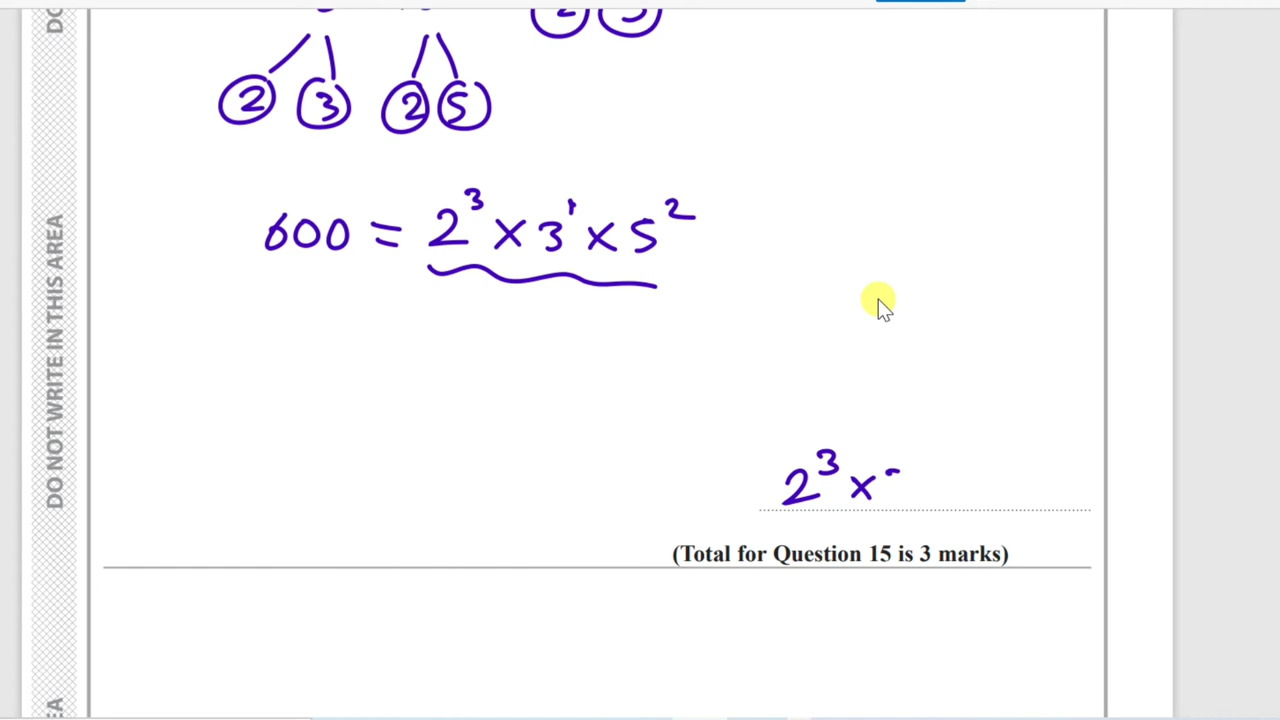 2 3 2 5
600 = 2³ × 3¹ × 5²
2³ ×
(Total for Question 15 is 3 marks)
DO NOT WRITE IN THIS AREA